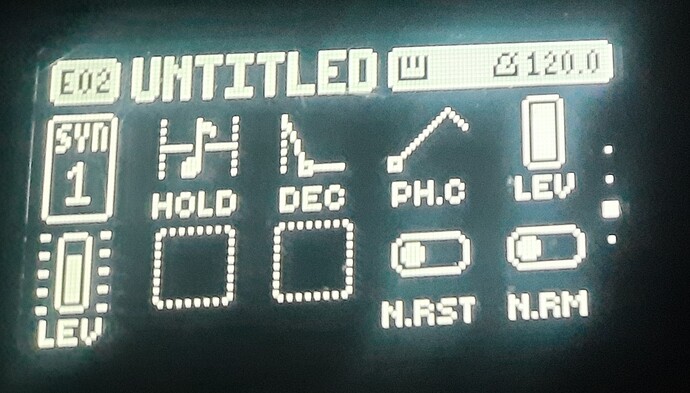 E02 UNTITLED 120.0
SYN
1
HOLD DEC PH.C LEV
LEV N.RST N.RM